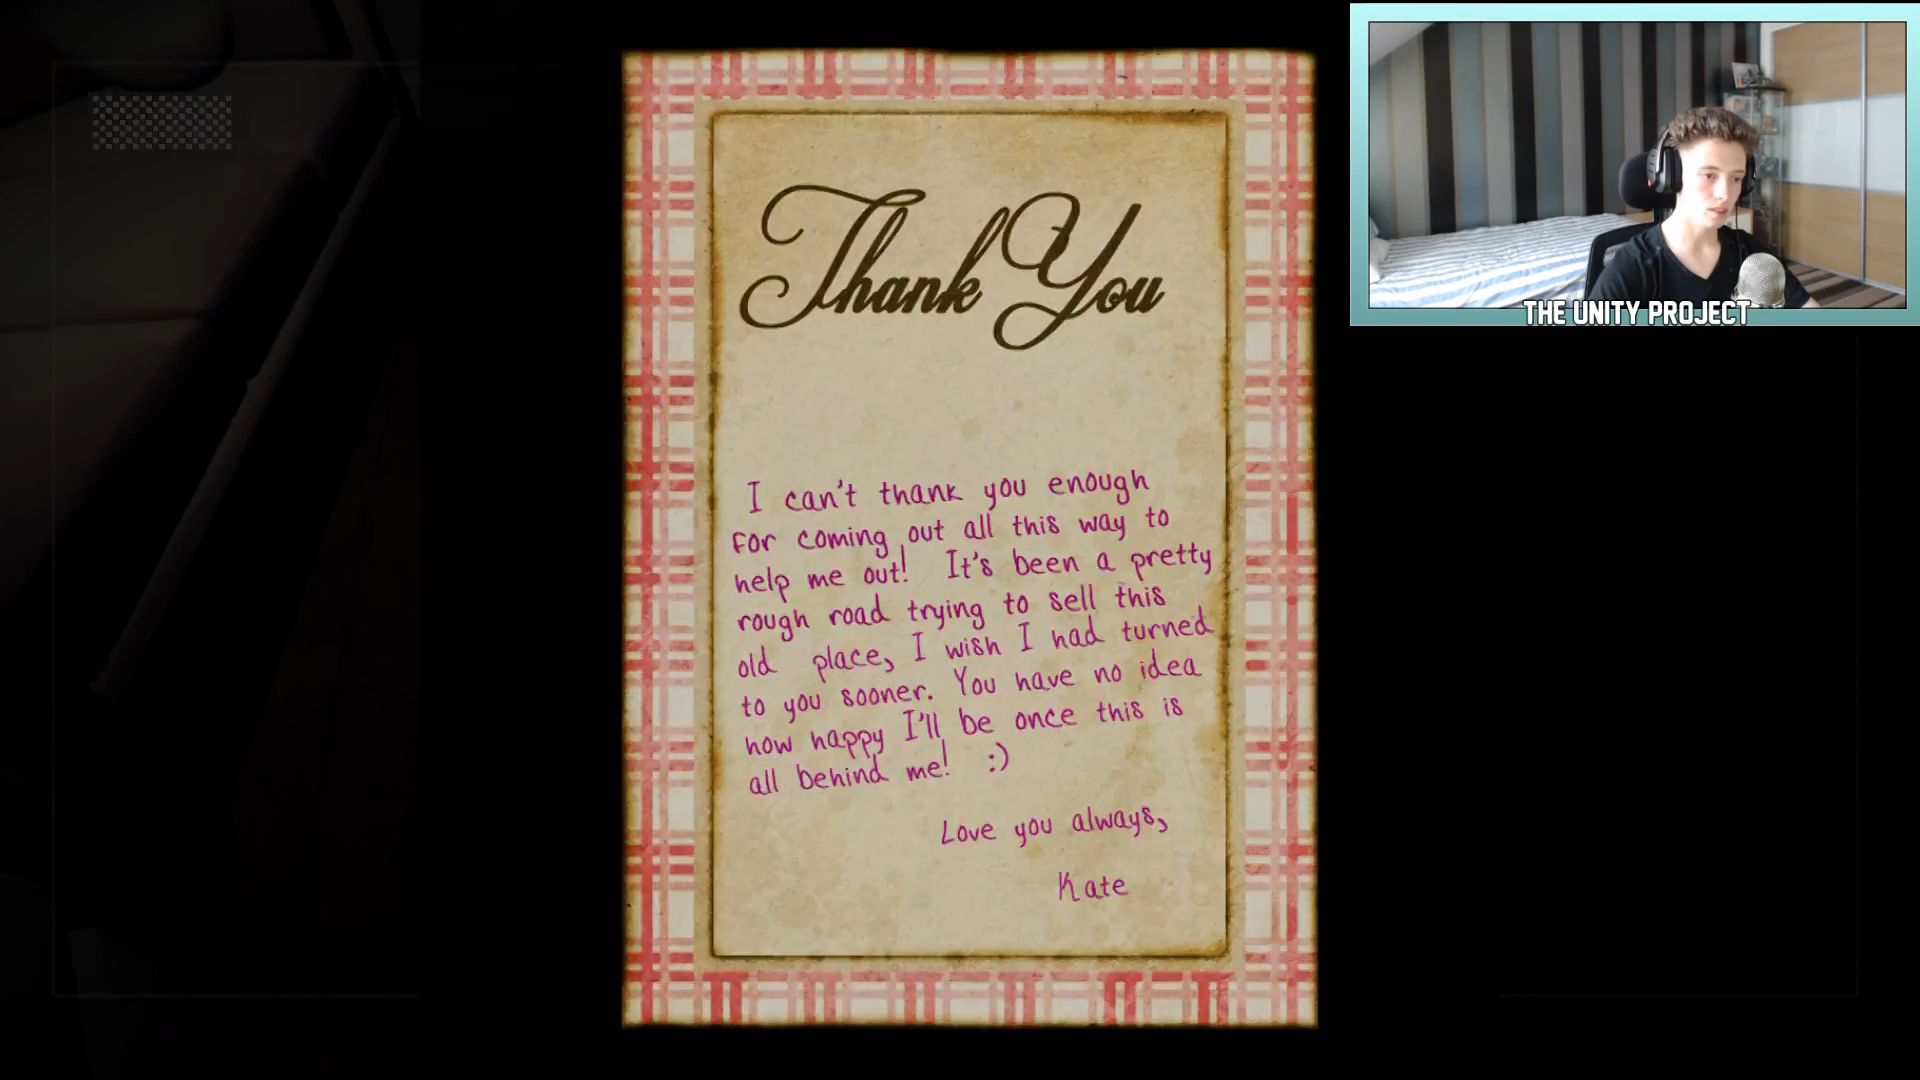 Thank You
I can't thank you enough
for coming out all this way to
help me out! It's been a pretty
rough road trying to sell this
old place, I wish I had turned
to you sooner. You have no idea
how happy I'll be once this is
all behind me! :)
Love you always,
Kate
THE UNITY PROJECT